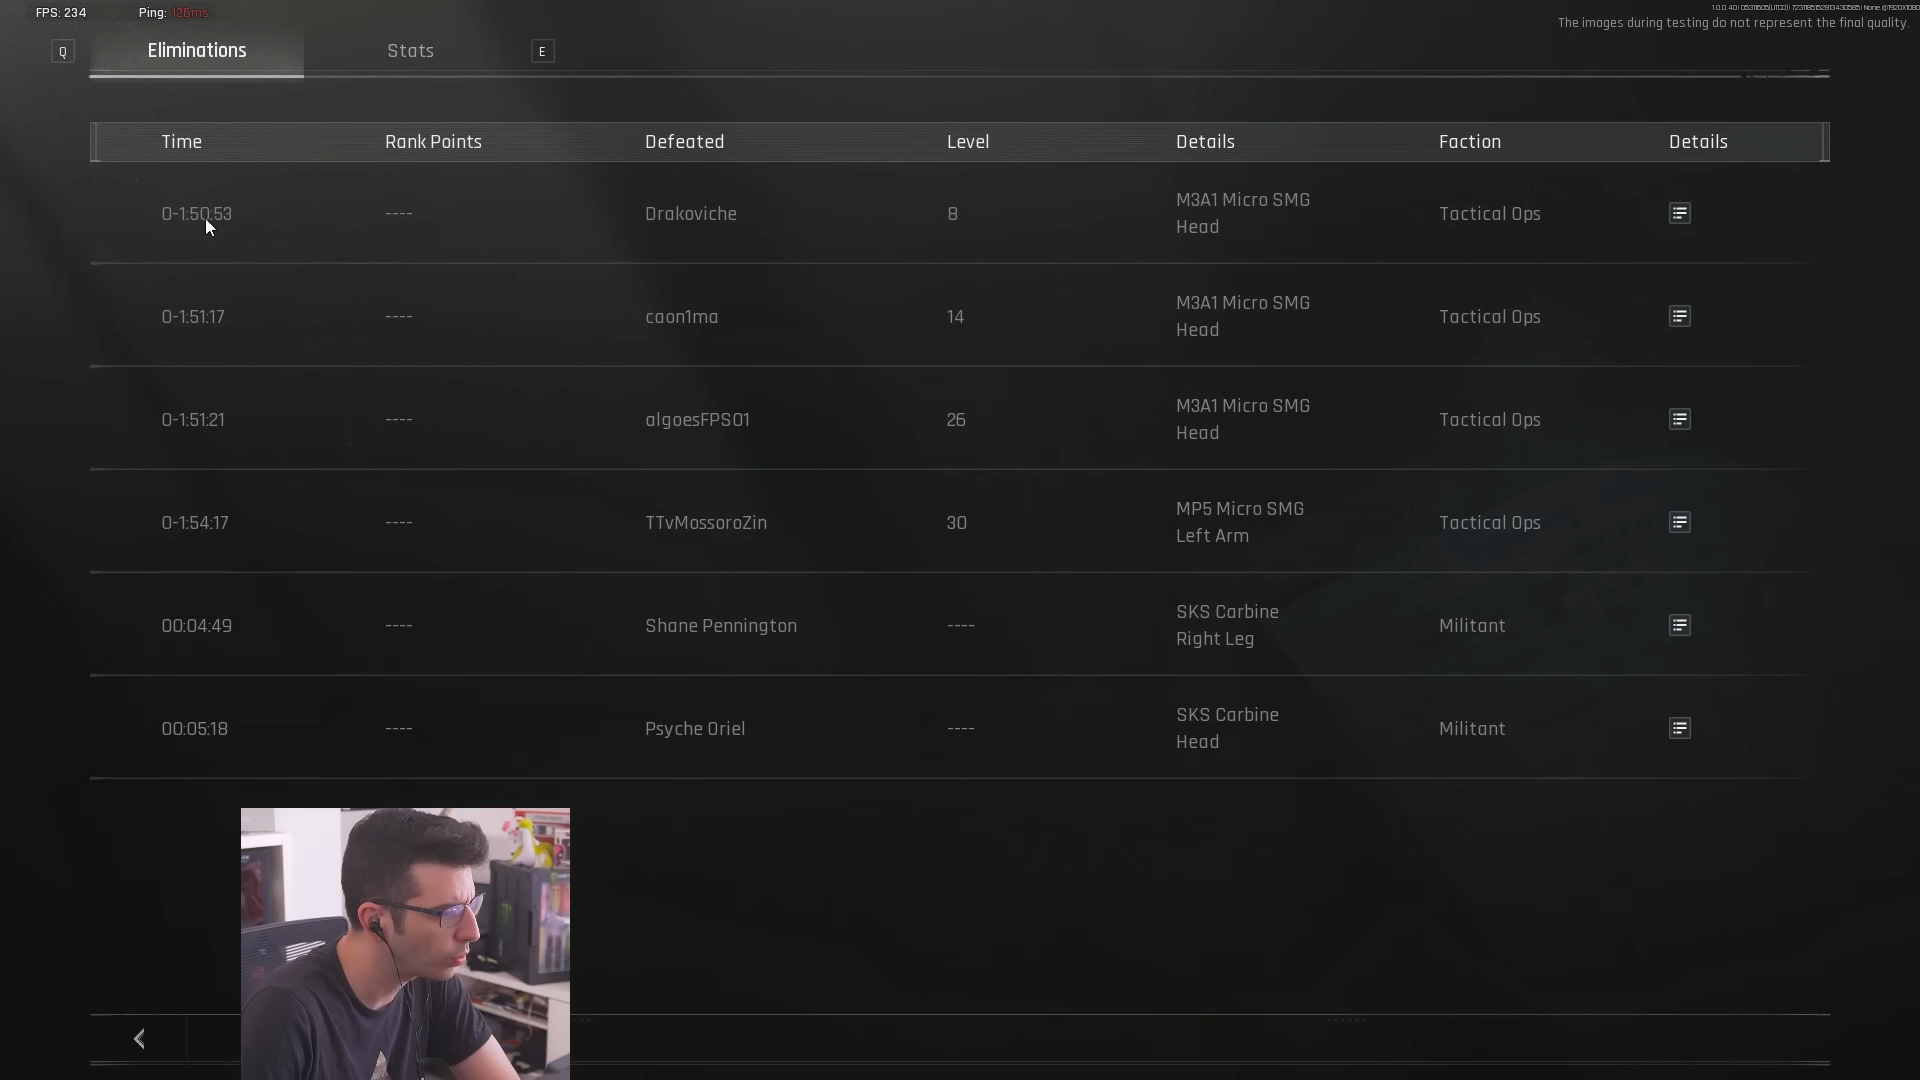 FPS: 234 Ping: 126ms
The images during testing do not represent the final quality.
Q Eliminations Stats E
Time Rank Points Defeated Level Details Faction Details
0-1:50:53 ---- Drakoviche 8 M3A1 Micro SMG Head Tactical Ops
0-1:51:17 ---- caon1ma 14 M3A1 Micro SMG Head Tactical Ops
0-1:51:21 ---- algoesFPS01 26 M3A1 Micro SMG Head Tactical Ops
0-1:54:17 ---- TTvMossoroZin 30 MP5 Micro SMG Left Arm Tactical Ops
00:04:49 ---- Shane Pennington ---- SKS Carbine Right Leg Militant
00:05:18 ---- Psyche Oriel ---- SKS Carbine Head Militant